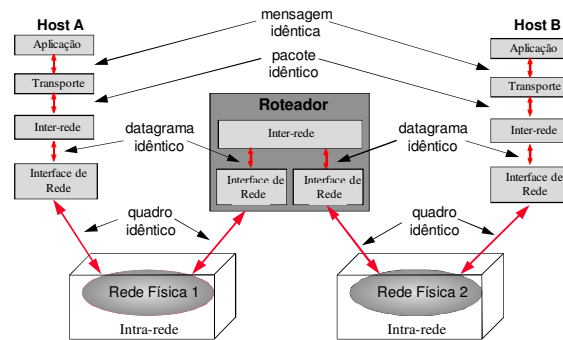 Host A
mensagem
idêntica
Host B
Aplicação
Aplicação
pacote
idêntico
Transporte
Transporte
Roteador
Inter-rede
Inter-rede
Inter-rede
datagrama
idêntico
datagrama
idêntico
Interface de
Rede
Interface de
Rede
Interface de
Rede
Interface de
Rede
quadro
idêntico
quadro
idêntico
Rede Física 1
Rede Física 2
Intra-rede
Intra-rede